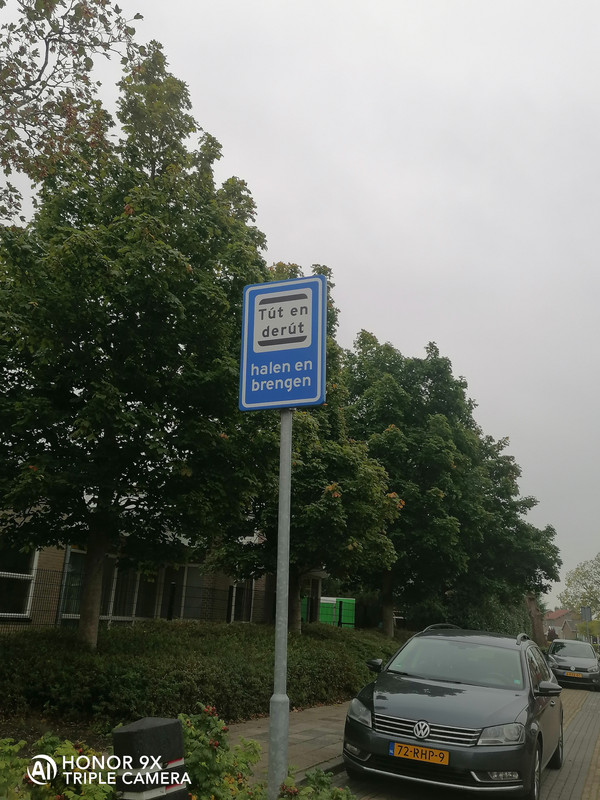 Tút en
derút
halen en
brengen
72-RHP-9
HONOR 9X
TRIPLE CAMERA